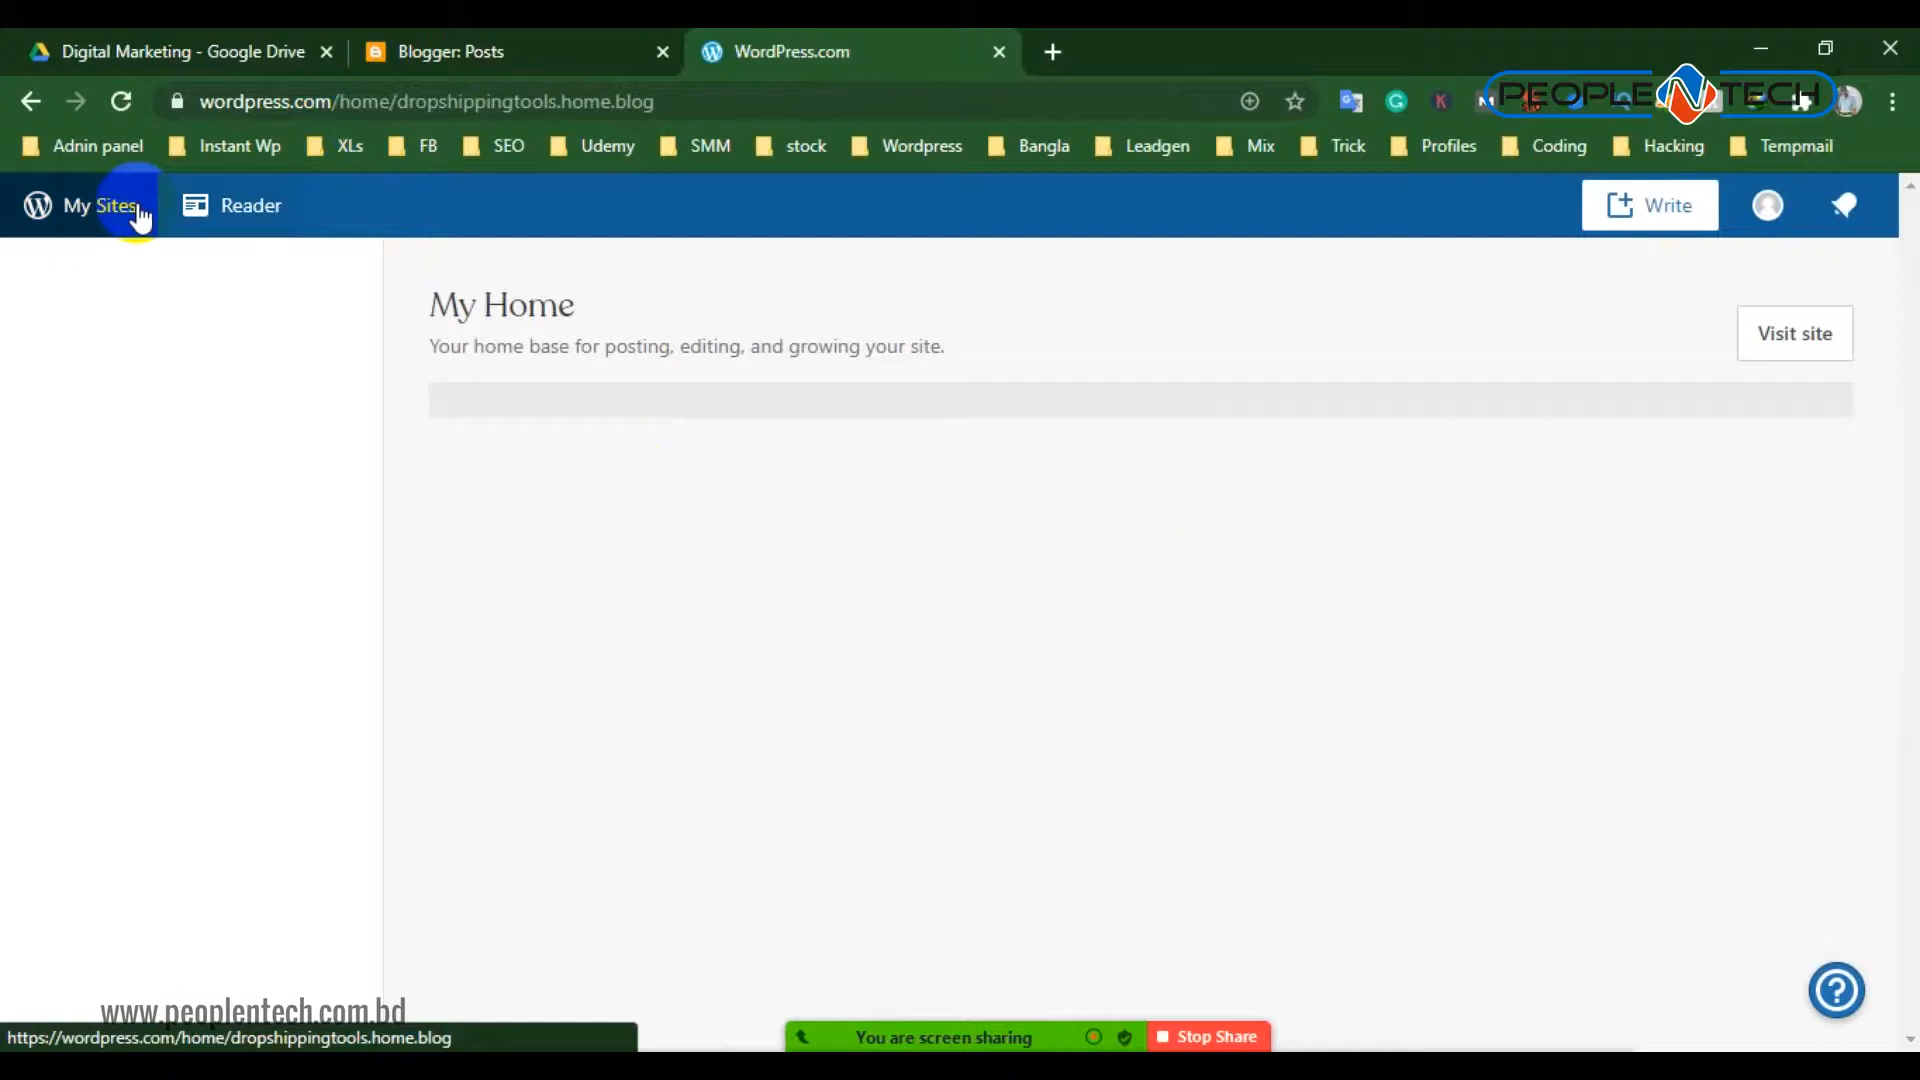 Digital Marketing - Google Drive
Blogger: Posts
WordPress.com
wordpress.com/home/dropshippingtools.home.blog
PEOPLE N TECH
Adnin panel
Instant Wp
XLs
FB
SEO
Udemy
SMM
stock
Wordpress
Bangla
Leadgen
Mix
Trick
Profiles
Coding
Hacking
Tempmail
My Sites
Reader
Write
My Home
Your home base for posting, editing, and growing your site.
Visit site
www.peoplentech.com.bd
https://wordpress.com/home/dropshippingtools.home.blog
You are screen sharing
Stop Share